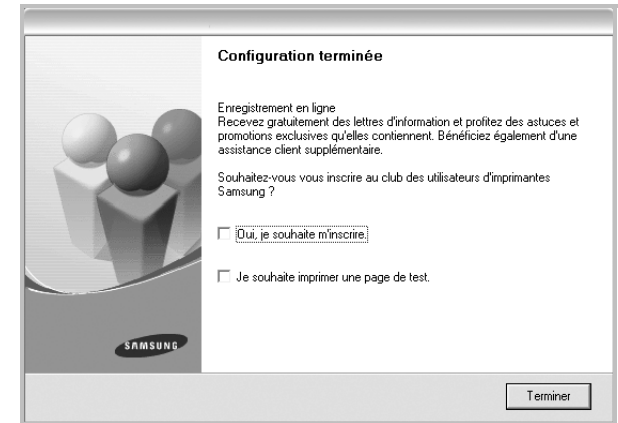 Configuration terminée
Enregistrement en ligne
Recevez gratuitement des lettres d'information et profitez des astuces et
promotions exclusives qu'elles contiennent. Bénéficiez également d'une
assistance client supplémentaire.
Souhaitez-vous vous inscrire au club des utilisateurs d'imprimantes
Samsung ?
Oui, je souhaite m'inscrire.
Je souhaite imprimer une page de test.
SAMSUNG
Terminer